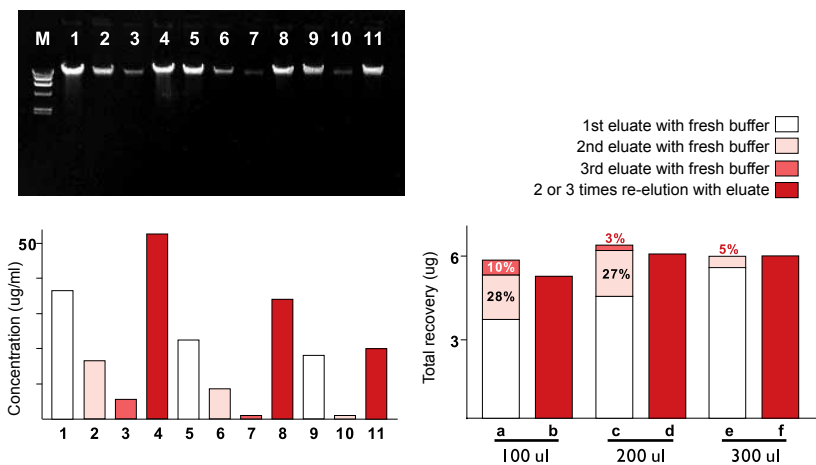 M 1 2 3 4 5 6 7 8 9 10 11
1st eluate with fresh buffer
2nd eluate with fresh buffer
3rd eluate with fresh buffer
2 or 3 times re-elution with eluate
Concentration (ug/ml)
50
1 2 3 4 5 6 7 8 9 10 11
Total recovery (ug)
6
3
10%
28%
3%
27%
5%
a b c d e f
100 ul 200 ul 300 ul